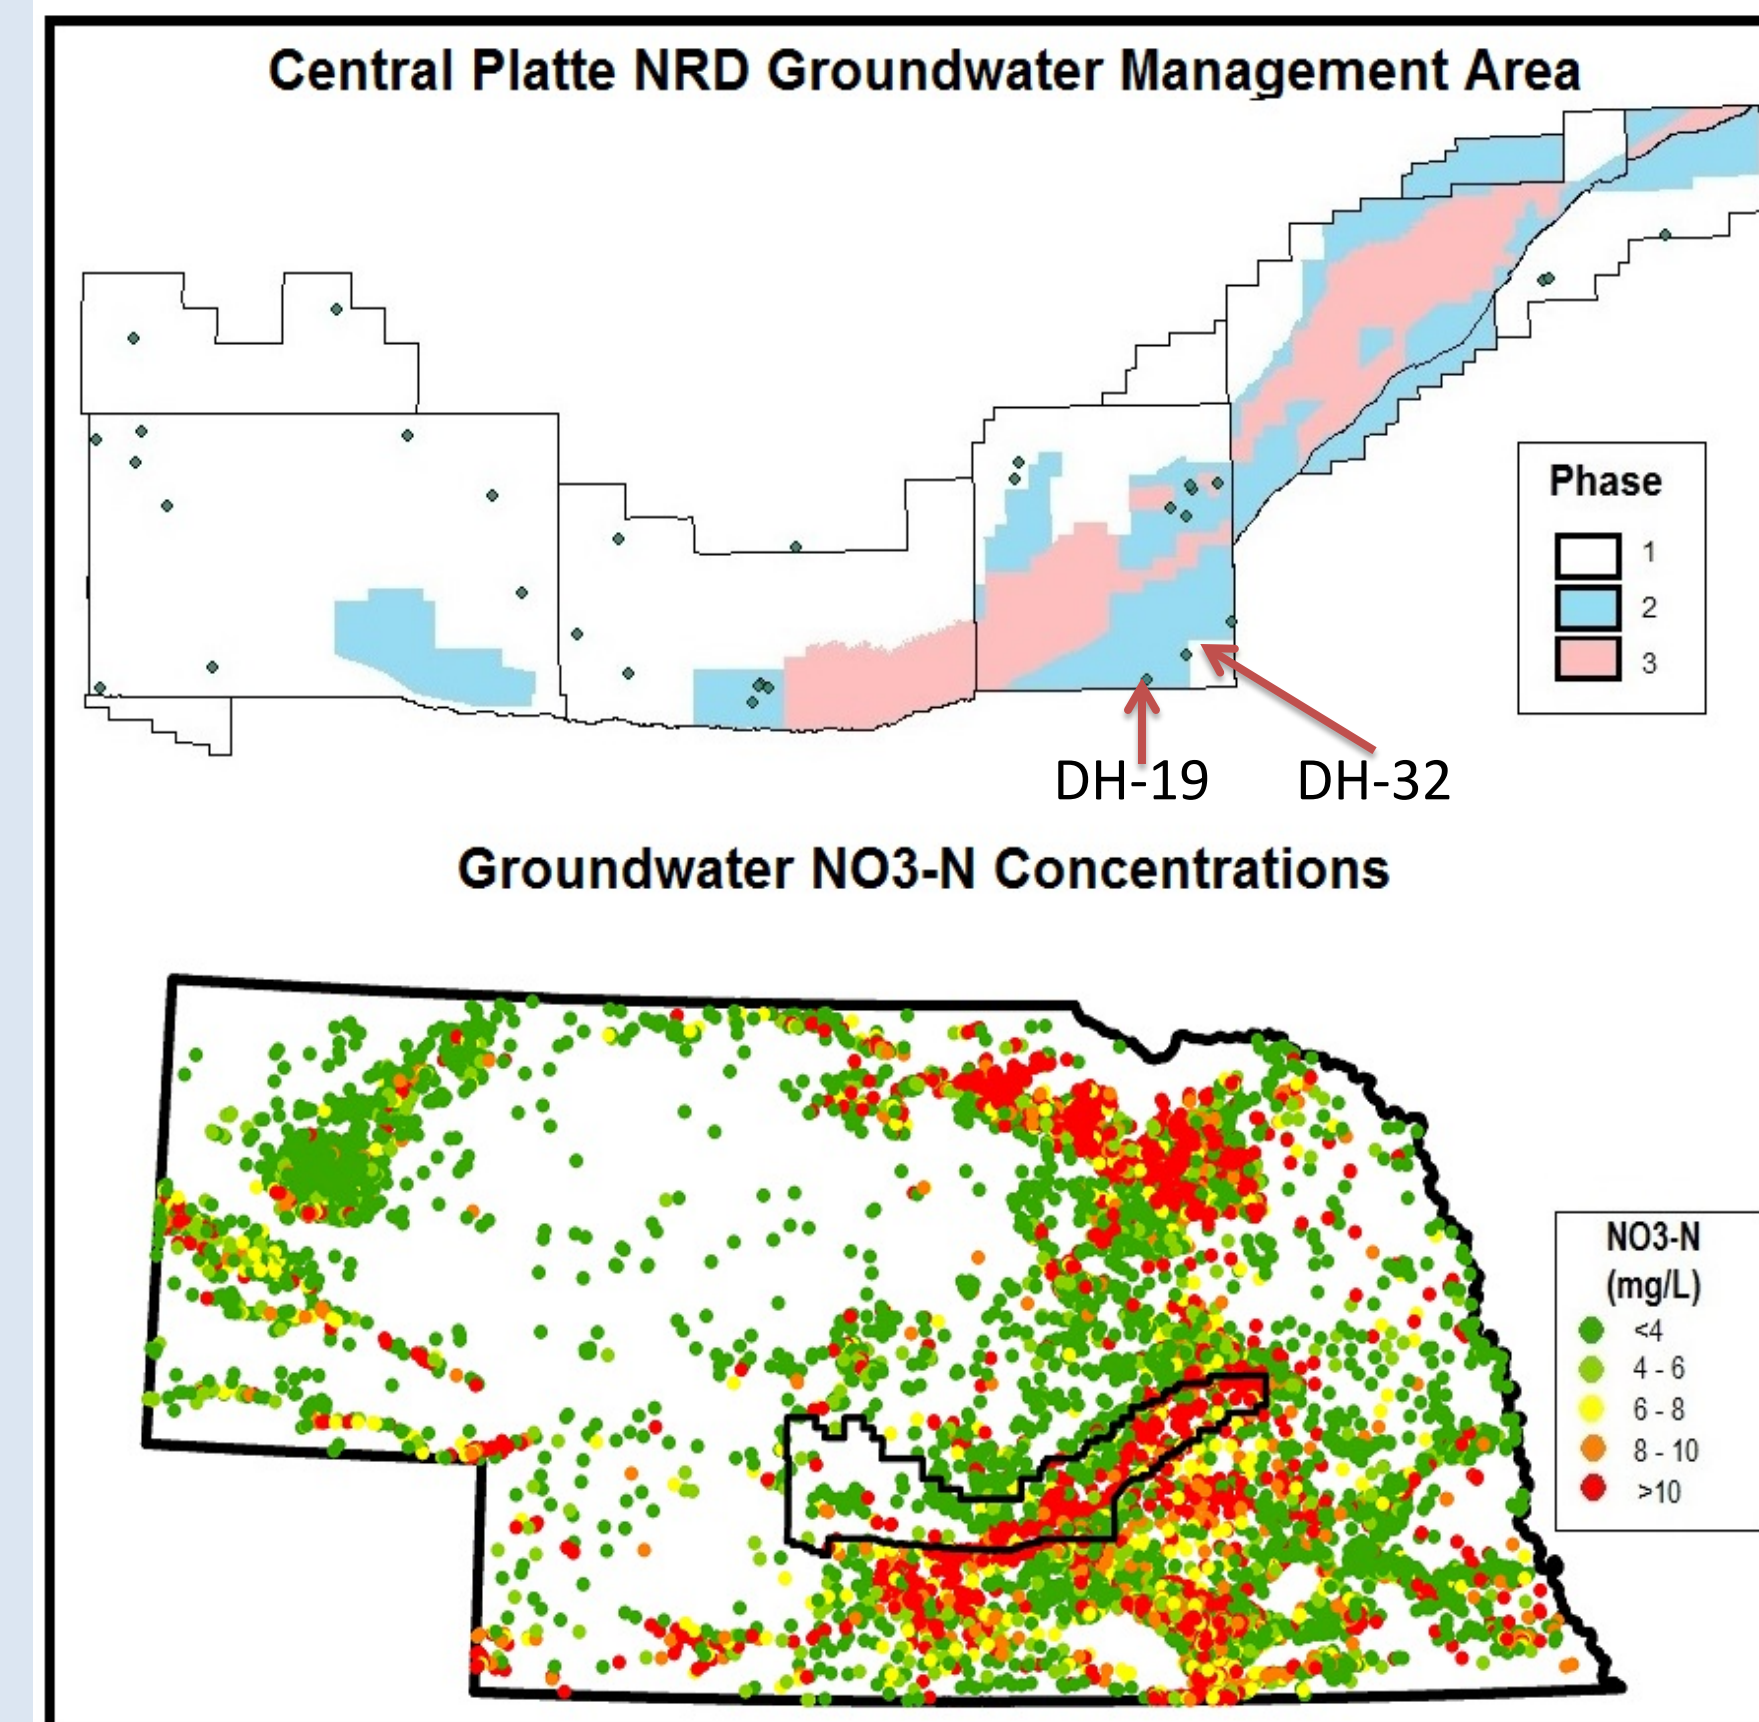 Central Platte NRD Groundwater Management Area
Phase
1
2
3
DH-19 DH-32
Groundwater NO3-N Concentrations
NO3-N
(mg/L)
<4
4 - 6
6 - 8
8 - 10
>10